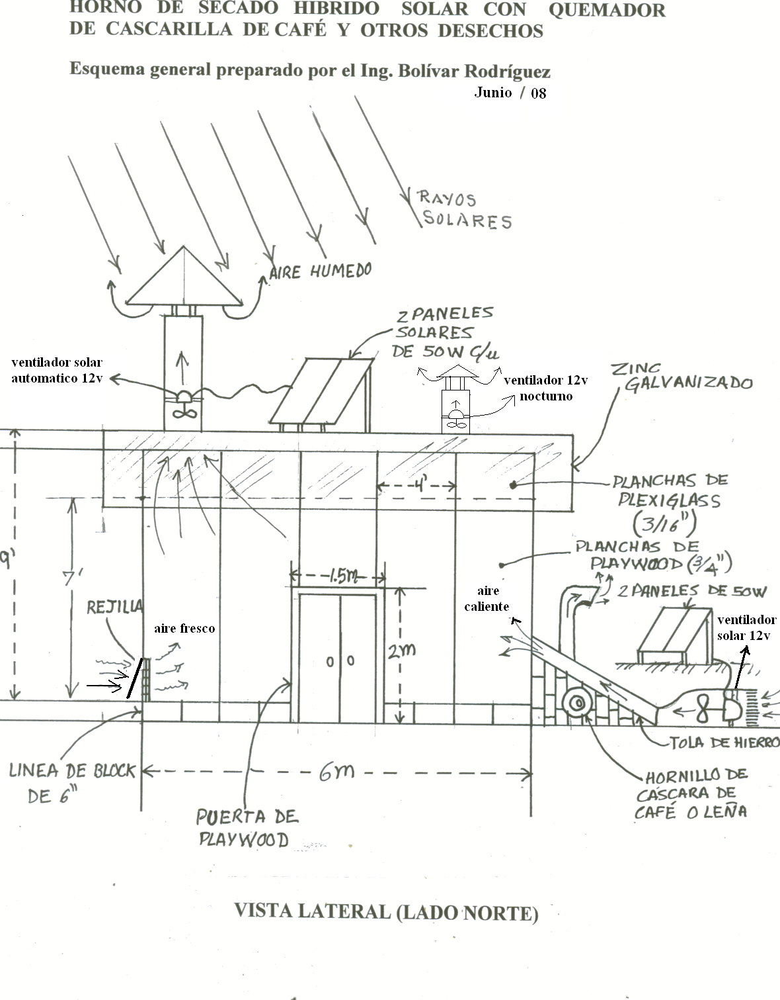 HORNO DE SECADO HIBRIDO SOLAR CON QUEMADOR
DE CASCARILLA DE CAFÉ Y OTROS DESECHOS
Esquema general preparado por el Ing. Bolívar Rodríguez
Junio / 08
RAYOS
SOLARES
AIRE HUMEDO
2 PANELES
SOLARES
DE 50W C/u
ventilador solar
automatico 12v
ventilador 12v
nocturno
ZINC
GALVANIZADO
4'
PLANCHAS DE
PLEXIGLASS
(3/16")
PLANCHAS DE
PLAYWOOD (3/4")
9'
7'
1.5m
aire
caliente
2 PANELES DE 50W
REJILLA
aire fresco
ventilador
solar 12v
2m
TOLA DE HIERRO
LINEA DE BLOCK
DE 6"
6m
HORNILLO DE
CASCARA DE
CAFÉ O LEÑA
PUERTA DE
PLAYWOOD
VISTA LATERAL (LADO NORTE)